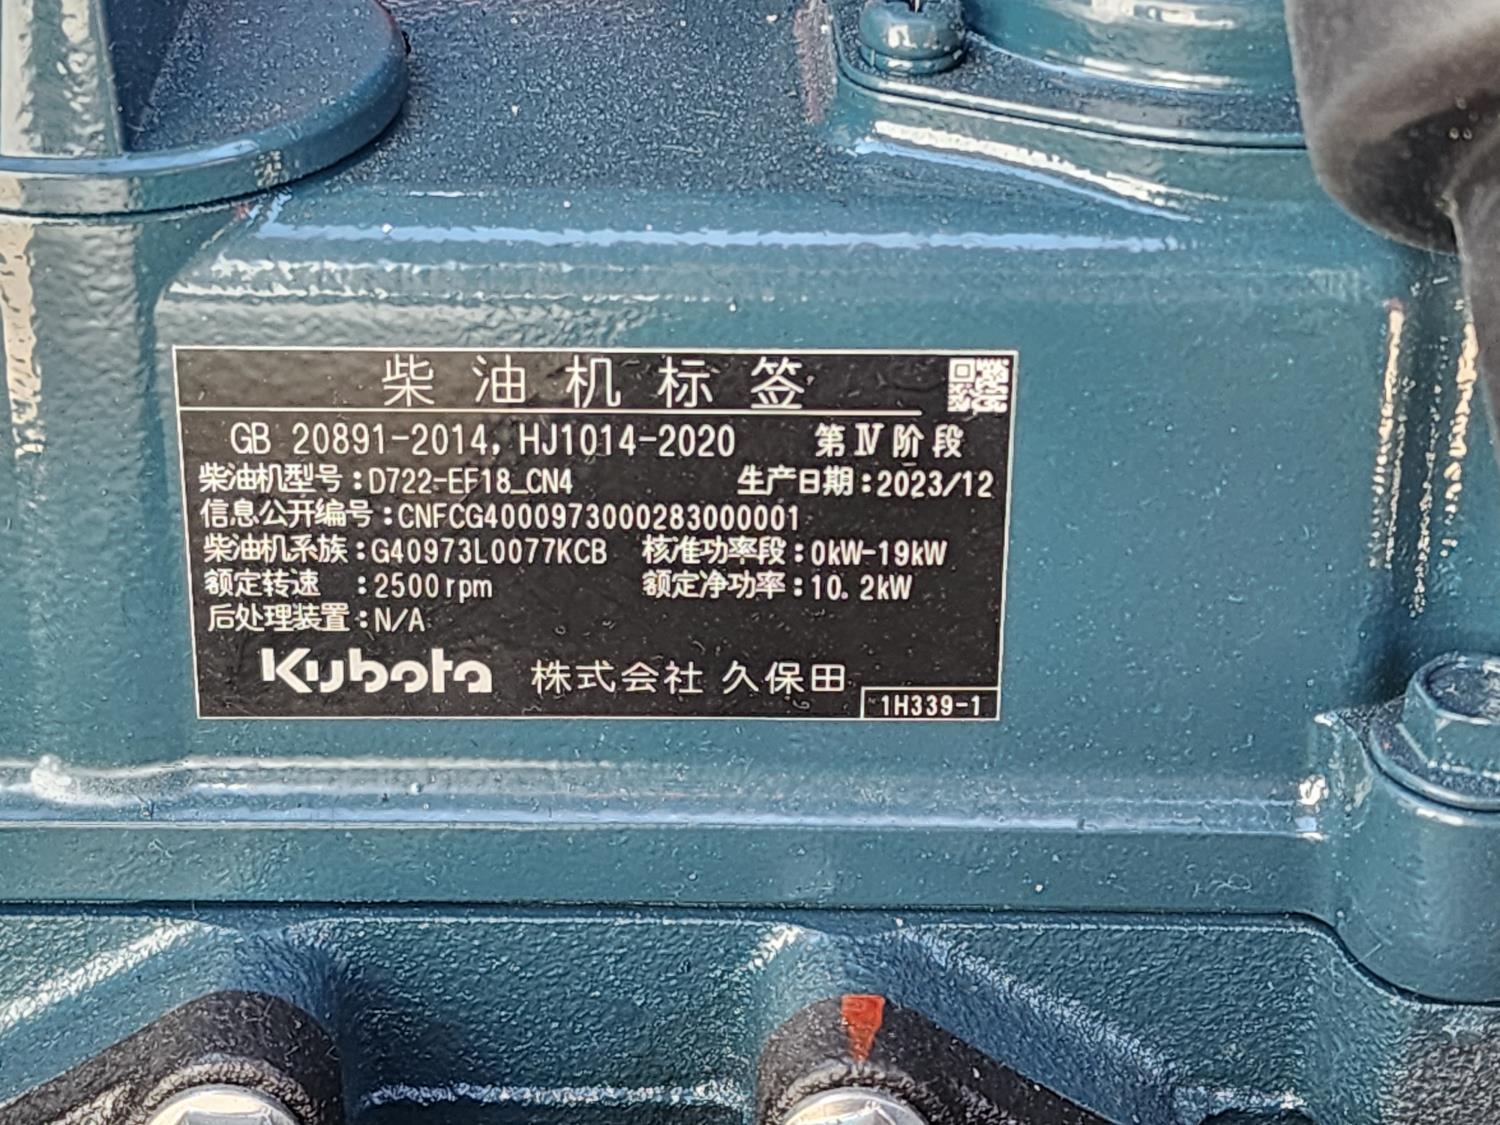 柴油机标签
GB 20891-2014, HJ1014-2020 第Ⅳ阶段
柴油机型号:D722-EF18_CN4 生产日期:2023/12
信息公开编号:CNFCG4000973000283000001
柴油机系族:G40973L0077KCB 核准功率段:0kW-19kW
额定转速 :2500rpm 额定净功率:10.2kW
后处理装置:N/A
Kubota 株式会社 久保田
1H339-1